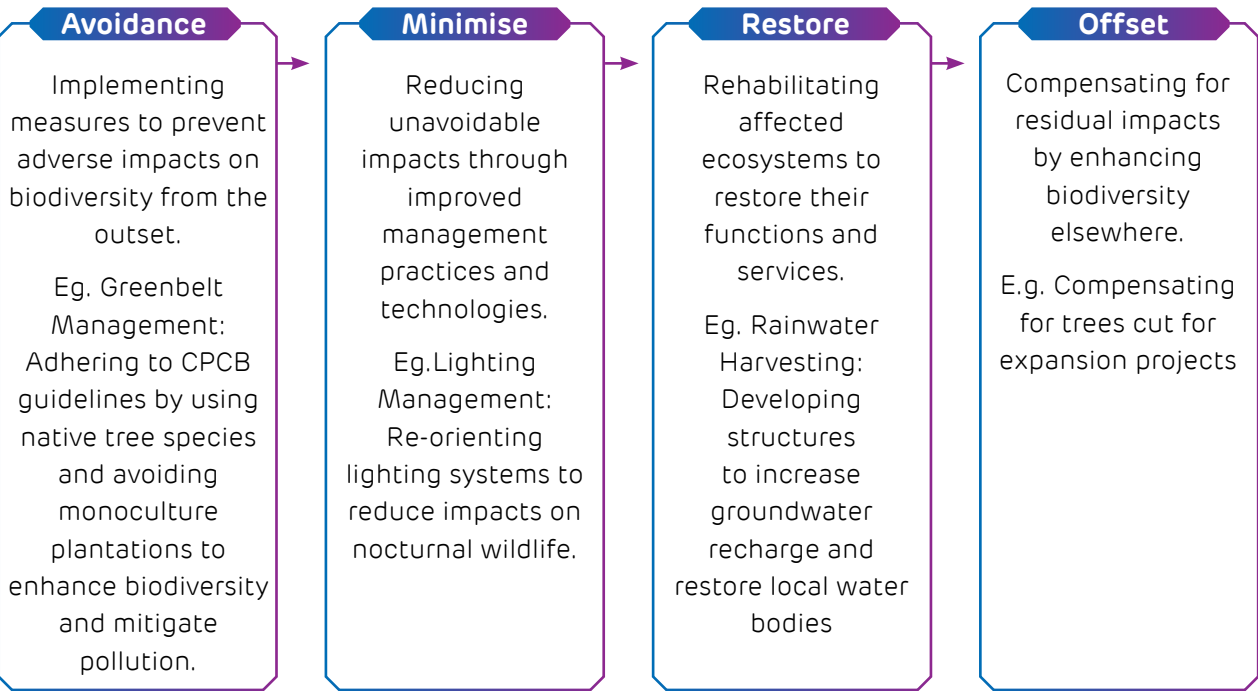 Avoidance
Implementing
measures to prevent
adverse impacts on
biodiversity from the
outset.
Eg. Greenbelt
Management:
Adhering to CPCB
guidelines by using
native tree species
and avoiding
monoculture
plantations to
enhance biodiversity
and mitigate
pollution.
Minimise
Reducing
unavoidable
impacts through
improved
management
practices and
technologies.
Eg.Lighting
Management:
Re-orienting
lighting systems to
reduce impacts on
nocturnal wildlife.
Restore
Rehabilitating
affected
ecosystems to
restore their
functions and
services.
Eg. Rainwater
Harvesting:
Developing
structures
to increase
groundwater
recharge and
restore local water
bodies
Offset
Compensating for
residual impacts
by enhancing
biodiversity
elsewhere.
E.g. Compensating
for trees cut for
expansion projects